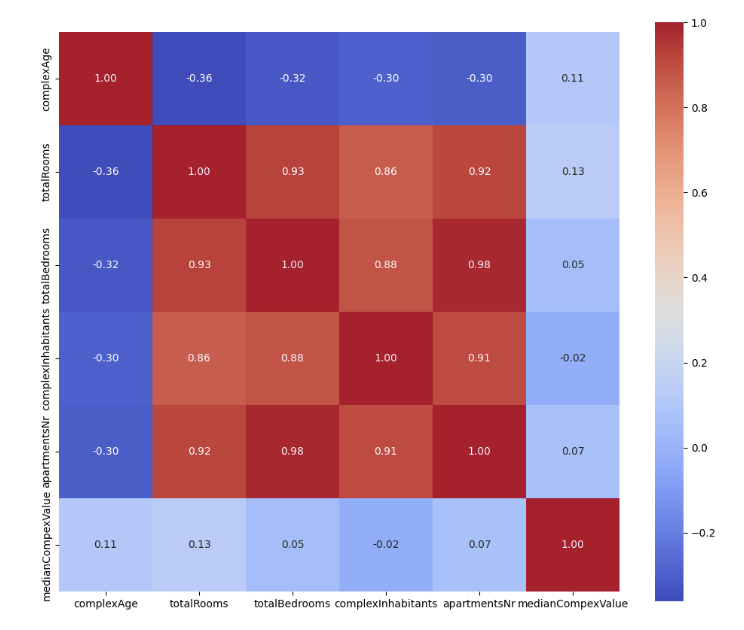 complexAge
1.00 -0.36 -0.32 -0.30 -0.30 0.11
totalRooms
-0.36 1.00 0.93 0.86 0.92 0.13
totalBedrooms
-0.32 0.93 1.00 0.88 0.98 0.05
complexInhabitants
-0.30 0.86 0.88 1.00 0.91 -0.02
apartmentsNr
-0.30 0.92 0.98 0.91 1.00 0.07
medianCompexValue
0.11 0.13 0.05 -0.02 0.07 1.00
complexAge totalRooms totalBedrooms complexInhabitants apartmentsNr medianCompexValue
1.0
0.8
0.6
0.4
0.2
0.0
−0.2